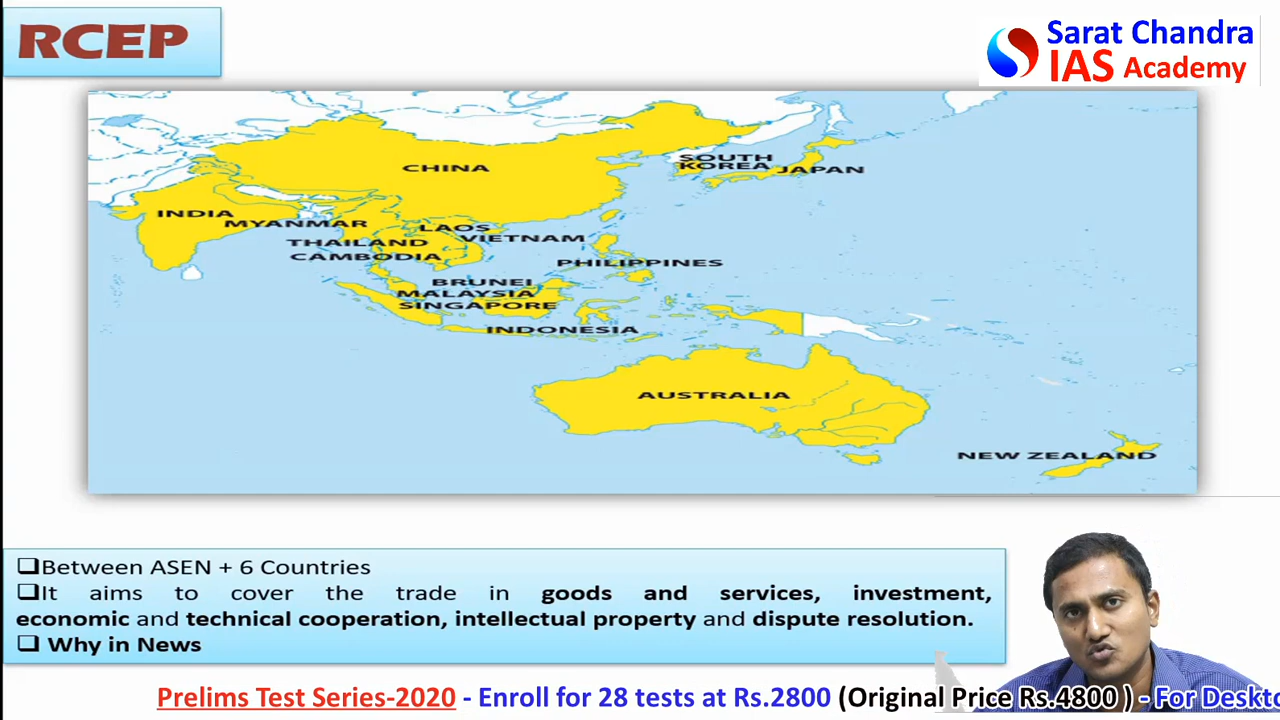 RCEP
Sarat Chandra
IAS Academy
CHINA
SOUTH
KOREA
JAPAN
INDIA
MYANMAR
LAOS
THAILAND
VIETNAM
CAMBODIA
PHILIPPINES
BRUNEI
MALAYSIA
SINGAPORE
INDONESIA
AUSTRALIA
NEW ZEALAND
❑Between ASEN + 6 Countries
❑It aims to cover the trade in goods and services, investment,
economic and technical cooperation, intellectual property and dispute resolution.
❑ Why in News
Prelims Test Series-2020 - Enroll for 28 tests at Rs.2800 (Original Price Rs.4800 ) - For Deskto